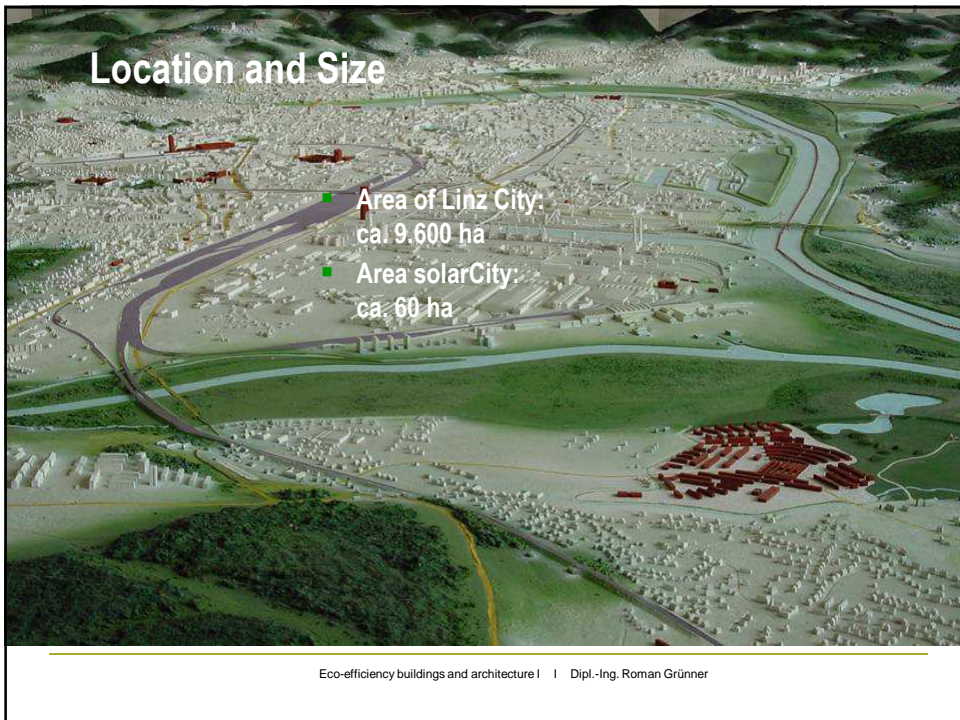 Location and Size
Area of Linz City:
ca. 9.600 ha
Area solarCity:
ca. 60 ha
Eco-efficiency buildings and architecture I I Dipl.-Ing. Roman Grünner